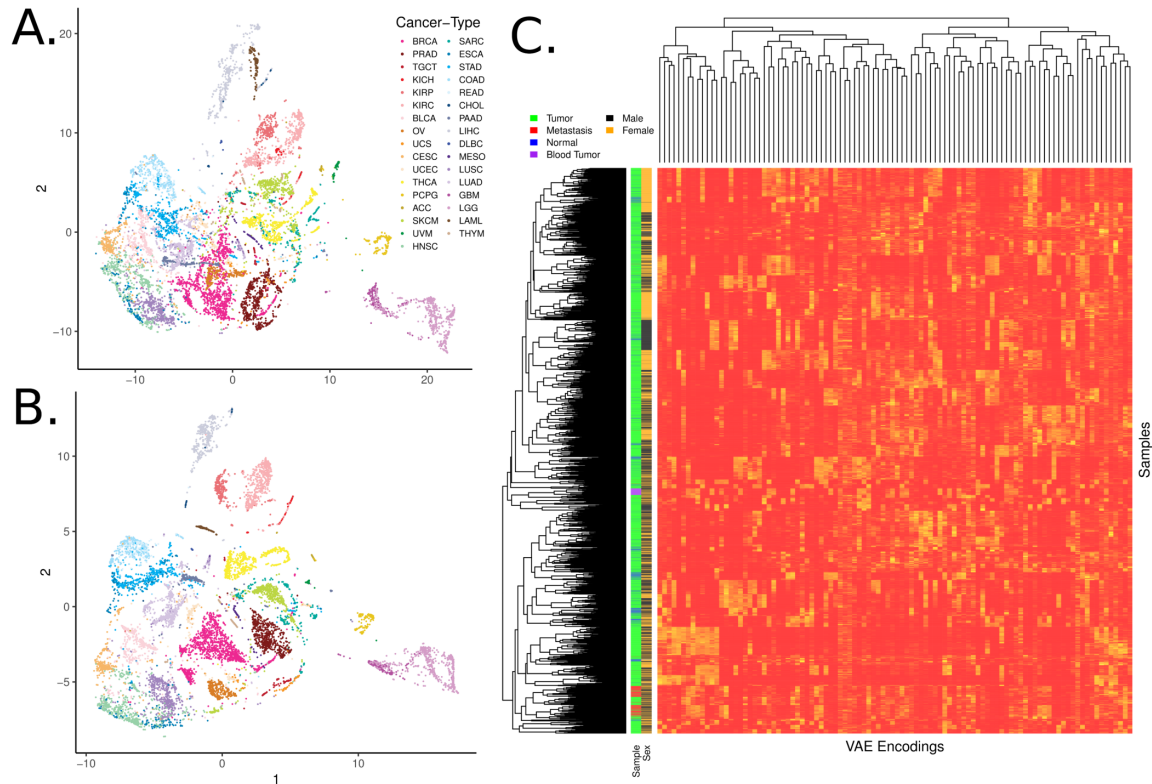 A.
Cancer−Type
BRCA SARC
PRAD ESCA
TGCT STAD
KICH COAD
KIRP READ
KIRC CHOL
BLCA PAAD
OV LIHC
UCS DLBC
CESC MESO
UCEC LUSC
THCA LUAD
PCPG GBM
ACC LGG
SKCM LAML
UVM THYM
HNSC
20
10
0
−10
2
−10 0 10 20
B.
10
5
0
−5
2
−10 0 10
1
C.
Tumor Male
Metastasis Female
Normal
Blood Tumor
Samples
Sample
Sex
VAE Encodings